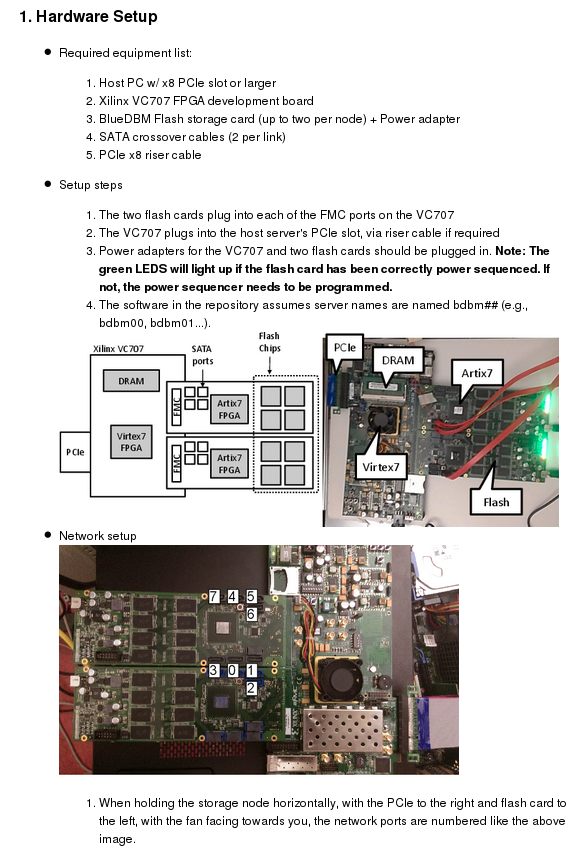 1. Hardware Setup
● Required equipment list:
1. Host PC w/ x8 PCIe slot or larger
2. Xilinx VC707 FPGA development board
3. BlueDBM Flash storage card (up to two per node) + Power adapter
4. SATA crossover cables (2 per link)
5. PCIe x8 riser cable
● Setup steps
1. The two flash cards plug into each of the FMC ports on the VC707
2. The VC707 plugs into the host server's PCIe slot, via riser cable if required
3. Power adapters for the VC707 and two flash cards should be plugged in. Note: The
green LEDS will light up if the flash card has been correctly power sequenced. If
not, the power sequencer needs to be programmed.
4. The software in the repository assumes server names are named bdbm## (e.g.,
bdbm00, bdbm01...).
Xilinx VC707
SATA
ports
Flash
Chips
DRAM
Virtex7
FPGA
PCIe
FMC
Artix7
FPGA
FMC
Artix7
FPGA
PCIe
DRAM
Artix7
Virtex7
Flash
● Network setup
7 4 5
6
3 0 1
2
1. When holding the storage node horizontally, with the PCIe to the right and flash card to
the left, with the fan facing towards you, the network ports are numbered like the above
image.